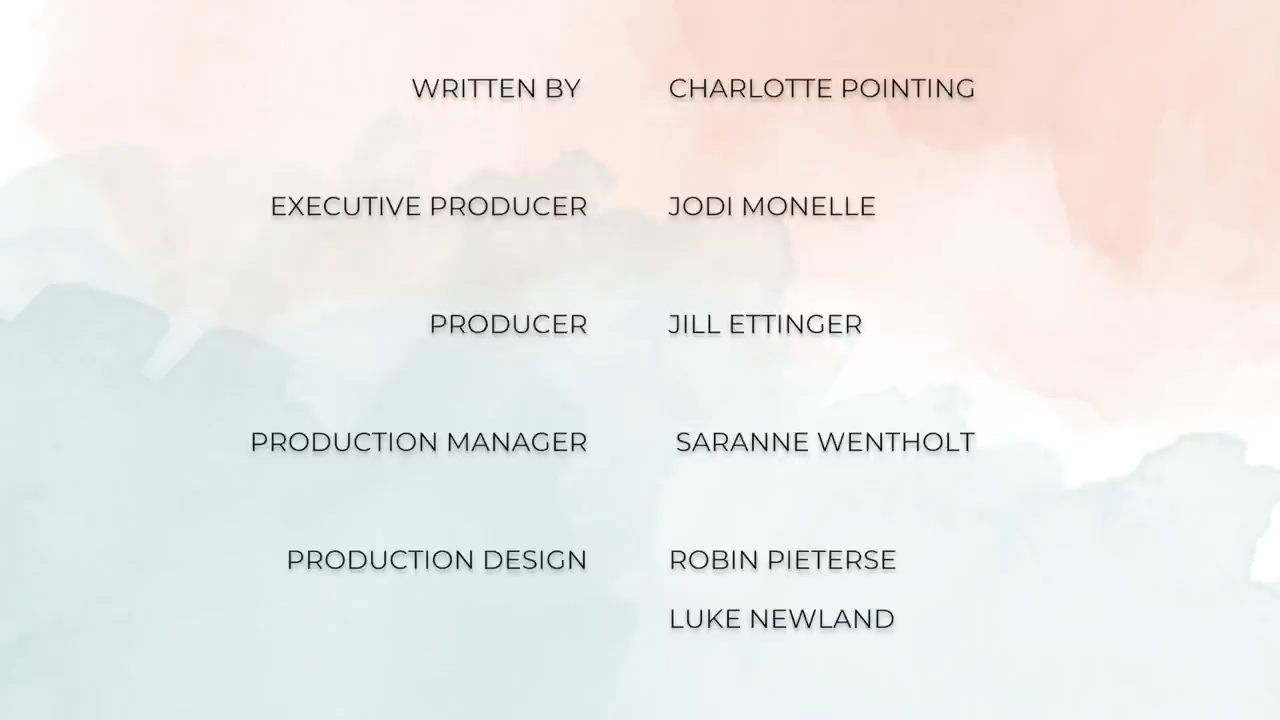 WRITTEN BY CHARLOTTE POINTING
EXECUTIVE PRODUCER JODI MONELLE
PRODUCER JILL ETTINGER
PRODUCTION MANAGER SARANNE WENTHOLT
PRODUCTION DESIGN ROBIN PIETERSE
LUKE NEWLAND